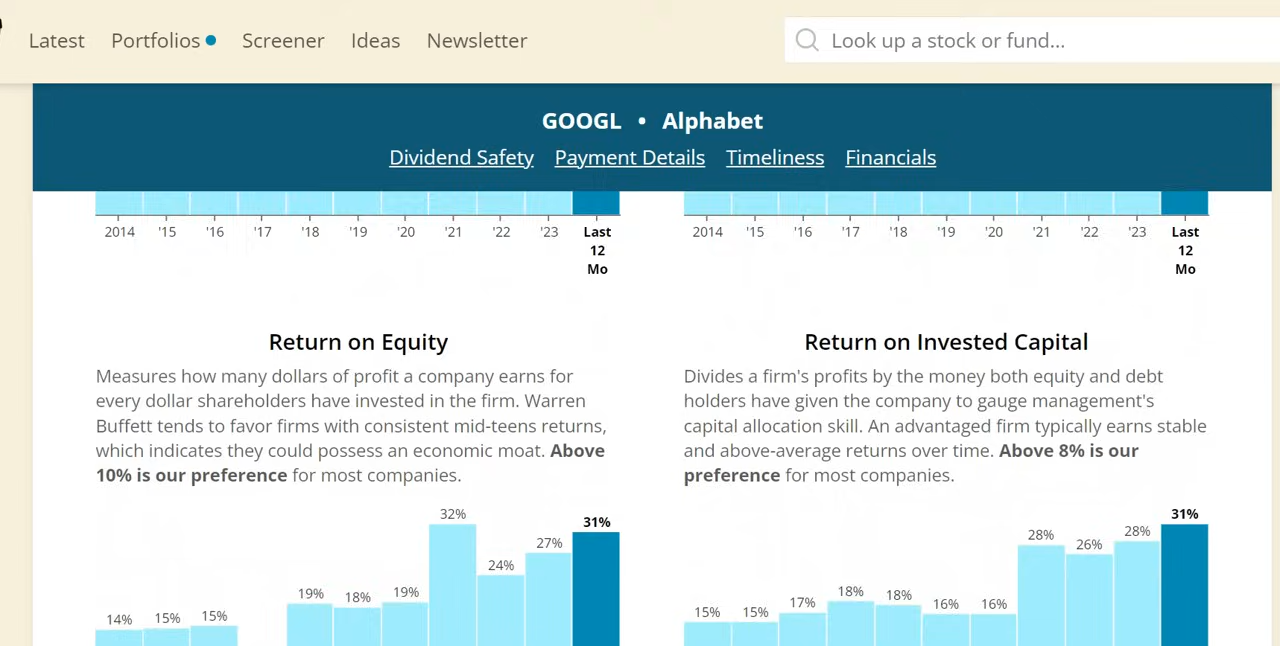 Latest Portfolios Screener Ideas Newsletter Look up a stock or fund...
GOOGL • Alphabet
Dividend Safety Payment Details Timeliness Financials
2014 '15 '16 '17 '18 '19 '20 '21 '22 '23 Last 12 Mo
2014 '15 '16 '17 '18 '19 '20 '21 '22 '23 Last 12 Mo
Return on Equity
Measures how many dollars of profit a company earns for
every dollar shareholders have invested in the firm. Warren
Buffett tends to favor firms with consistent mid-teens returns,
which indicates they could possess an economic moat. Above
10% is our preference for most companies.
14% 15% 15% 19% 18% 19% 32% 24% 27% 31%
Return on Invested Capital
Divides a firm's profits by the money both equity and debt
holders have given the company to gauge management's
capital allocation skill. An advantaged firm typically earns stable
and above-average returns over time. Above 8% is our
preference for most companies.
15% 15% 17% 18% 18% 16% 16% 28% 26% 28% 31%